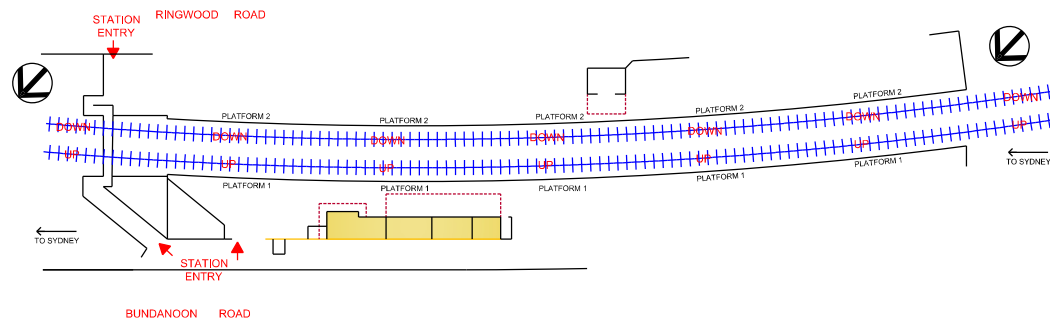 RINGWOOD ROAD
STATION
ENTRY
PLATFORM 2
PLATFORM 2
PLATFORM 2
PLATFORM 2
PLATFORM 2
DOWN
DOWN
DOWN
DOWN
DOWN
DOWN
DOWN
UP
UP
UP
UP
UP
UP
UP
PLATFORM 1
PLATFORM 1
PLATFORM 1
PLATFORM 1
PLATFORM 1
TO SYDNEY
TO SYDNEY
STATION
ENTRY
BUNDANOON ROAD